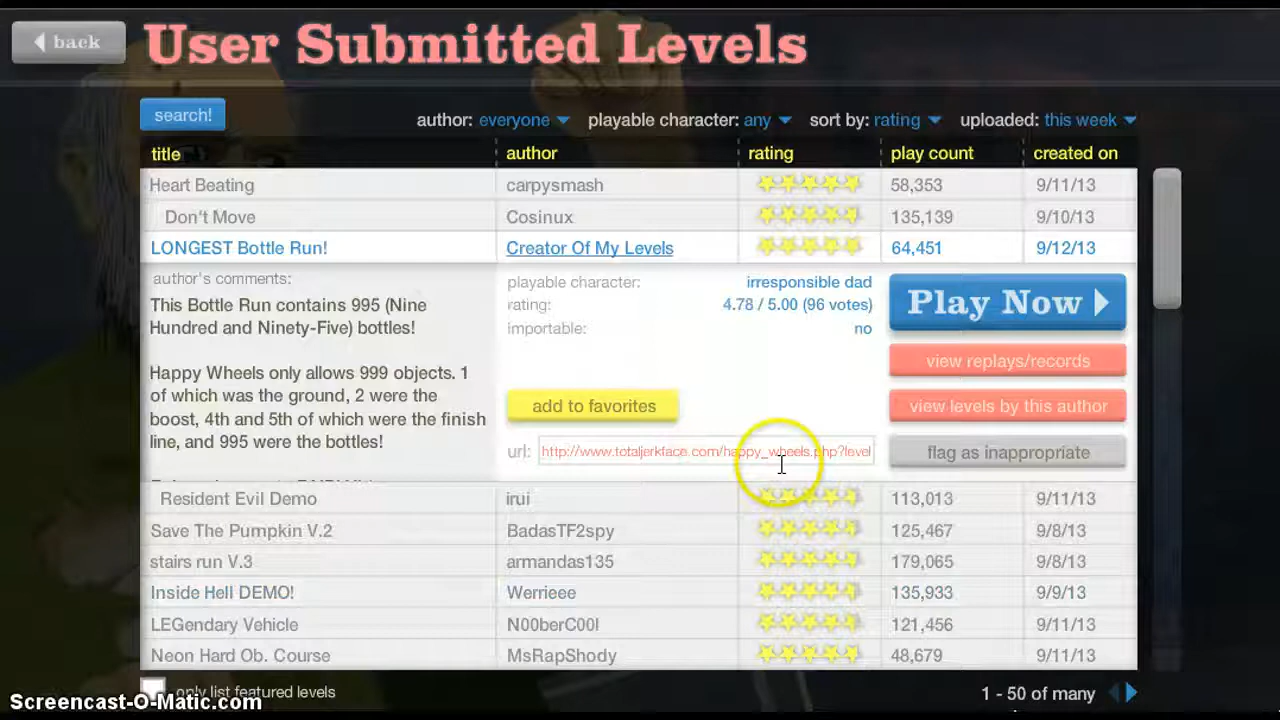 back
User Submitted Levels
search!
author: everyone playable character: any sort by: rating uploaded: this week
title author rating play count created on
Heart Beating carpysmash 58,353 9/11/13
Don't Move Cosinux 135,139 9/10/13
LONGEST Bottle Run! Creator Of My Levels 64,451 9/12/13
author's comments:
This Bottle Run contains 995 (Nine
Hundred and Ninety-Five) bottles!
Happy Wheels only allows 999 objects. 1
of which was the ground, 2 were the
boost, 4th and 5th of which were the finish
line, and 995 were the bottles!
playable character: irresponsible dad
rating: 4.78 / 5.00 (96 votes)
importable: no
add to favorites
url: http://www.totaljerkface.com/happy_wheels.php?level
Play Now
view replays/records
view levels by this author
flag as inappropriate
Resident Evil Demo irui 113,013 9/11/13
Save The Pumpkin V.2 BadasTF2spy 125,467 9/8/13
stairs run V.3 armandas135 179,065 9/8/13
Inside Hell DEMO! Werrieee 135,933 9/9/13
LEGendary Vehicle N00berC00l 121,456 9/11/13
Neon Hard Ob. Course MsRapShody 48,679 9/11/13
only list featured levels
1 - 50 of many
Screencast-O-Matic.com